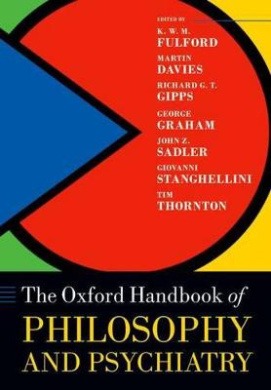 EDITED BY
K. W. M.
FULFORD
MARTIN
DAVIES
RICHARD G. T.
GIPPS
GEORGE
GRAHAM
JOHN Z.
SADLER
GIOVANNI
STANGHELLINI
TIM
THORNTON
The Oxford Handbook of
PHILOSOPHY
AND PSYCHIATRY